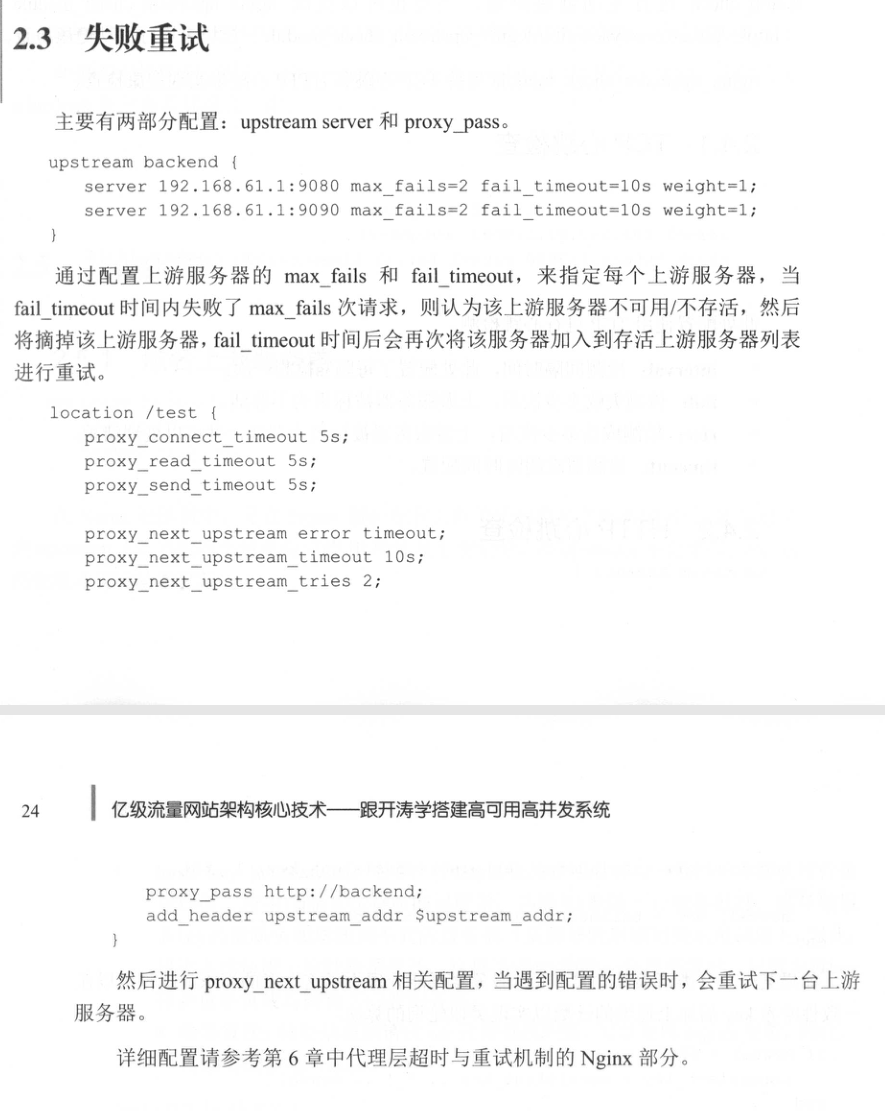 2.3 失败重试
主要有两部分配置：upstream server 和 proxy_pass。
upstream backend {
server 192.168.61.1:9080 max_fails=2 fail_timeout=10s weight=1;
server 192.168.61.1:9090 max_fails=2 fail_timeout=10s weight=1;
}
通过配置上游服务器的 max_fails 和 fail_timeout，来指定每个上游服务器，当
fail_timeout 时间内失败了 max_fails 次请求，则认为该上游服务器不可用/不存活，然后
将摘掉该上游服务器，fail_timeout 时间后会再次将该服务器加入到存活上游服务器列表
进行重试。
location /test {
proxy_connect_timeout 5s;
proxy_read_timeout 5s;
proxy_send_timeout 5s;
proxy_next_upstream error timeout;
proxy_next_upstream_timeout 10s;
proxy_next_upstream_tries 2;
24 亿级流量网站架构核心技术——跟开涛学搭建高可用高并发系统
proxy_pass http://backend;
add_header upstream_addr $upstream_addr;
}
然后进行 proxy_next_upstream 相关配置，当遇到配置的错误时，会重试下一台上游
服务器。
详细配置请参考第 6 章中代理层超时与重试机制的 Nginx 部分。